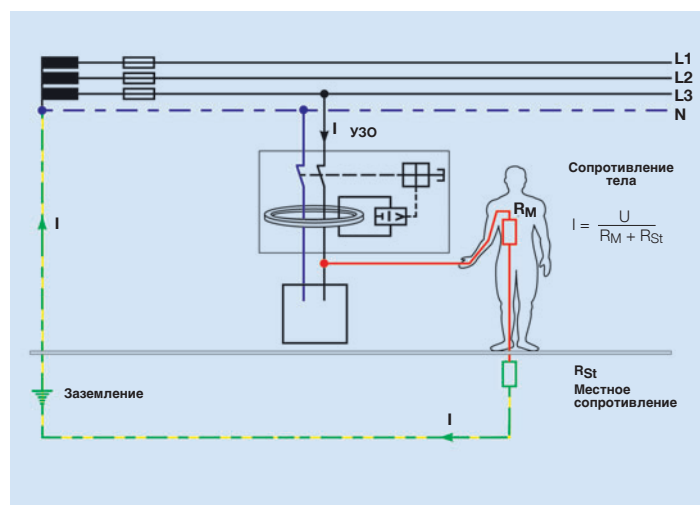 L1
L2
L3
N
I УЗО
Сопротивление
тела
I = U / RM + RSt
RM
I
Заземление
RSt
Местное
сопротивление
I